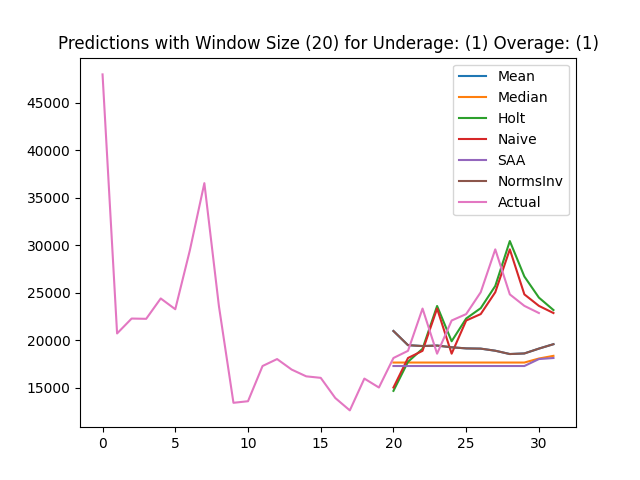 Predictions with Window Size (20) for Underage: (1) Overage: (1)
Mean
Median
Holt
Naive
SAA
NormsInv
Actual
45000
40000
35000
30000
25000
20000
15000
0 5 10 15 20 25 30